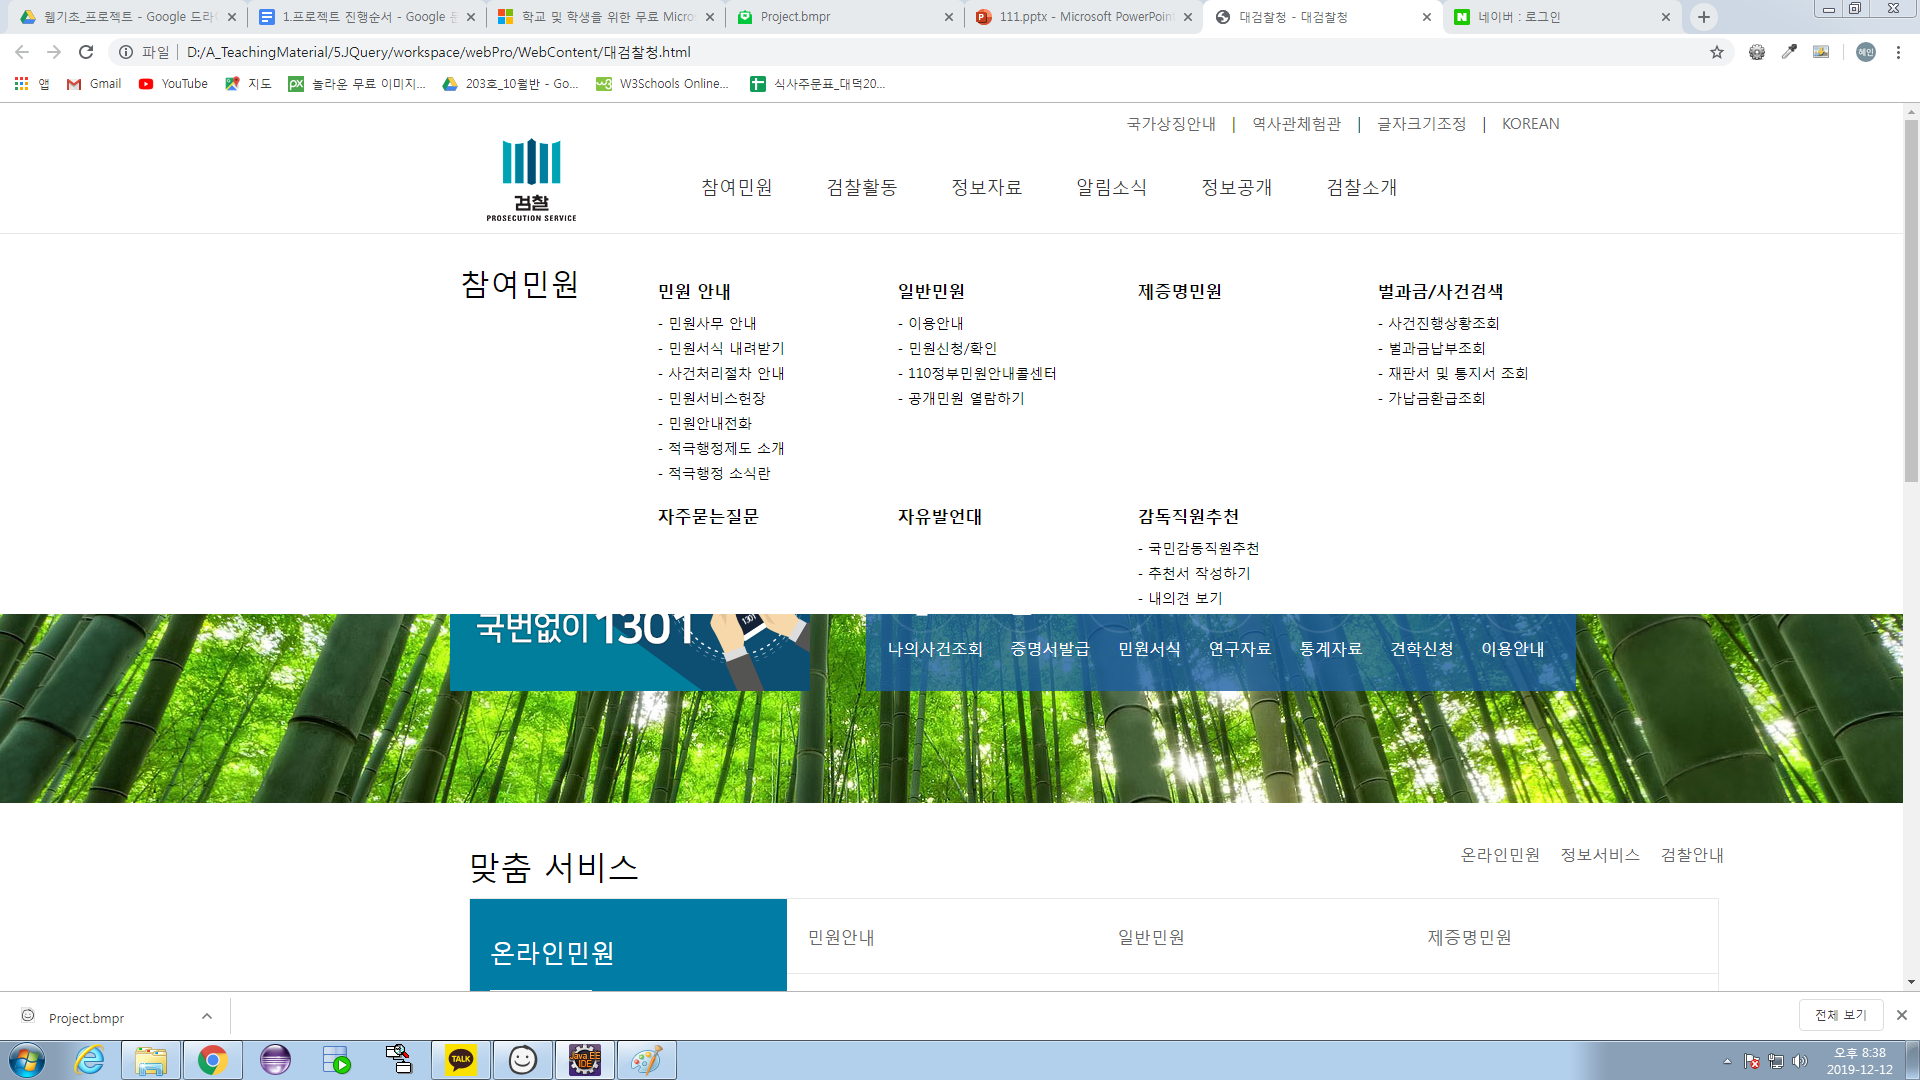 웹기초_프로젝트 - Google 드라
1.프로젝트 진행순서 - Google 문
학교 및 학생을 위한 무료 Micros
Project.bmpr
111.pptx - Microsoft PowerPoint
대검찰청 - 대검찰청
네이버 : 로그인
파일 | D:/A_TeachingMaterial/5.JQuery/workspace/webPro/WebContent/대검찰청.html
혜인
앱 Gmail YouTube 지도 놀라운 무료 이미지... 203호_10월반 - Go... W3Schools Online... 식사주문표_대덕20...
국가상징안내 | 역사관체험관 | 글자크기조정 | KOREAN
검찰
PROSECUTION SERVICE
참여민원 검찰활동 정보자료 알림소식 정보공개 검찰소개
참여민원
민원 안내
- 민원사무 안내
- 민원서식 내려받기
- 사건처리절차 안내
- 민원서비스헌장
- 민원안내전화
- 적극행정제도 소개
- 적극행정 소식란
일반민원
- 이용안내
- 민원신청/확인
- 110정부민원안내콜센터
- 공개민원 열람하기
제증명민원
벌과금/사건검색
- 사건진행상황조회
- 벌과금납부조회
- 재판서 및 통지서 조회
- 가납금환급조회
자주묻는질문
자유발언대
감독직원추천
- 국민감동직원추천
- 추천서 작성하기
- 내의견 보기
국번없이 1301
1301
나의사건조회 증명서발급 민원서식 연구자료 통계자료 견학신청 이용안내
맞춤 서비스
온라인민원 정보서비스 검찰안내
온라인민원
민원안내 일반민원 제증명민원
Project.bmpr
전체 보기
TALK
Java EE
IDE
오후 8:38
2019-12-12